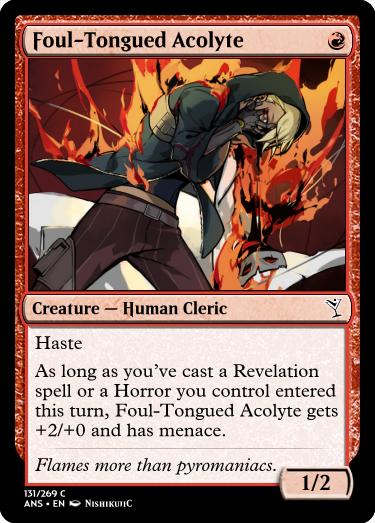 Foul-Tongued Acolyte
Creature — Human Cleric
Haste
As long as you've cast a Revelation
spell or a Horror you control entered
this turn, Foul-Tongued Acolyte gets
+2/+0 and has menace.
Flames more than pyromaniacs.
1/2
131/269 C
ANS • EN NishikujiC